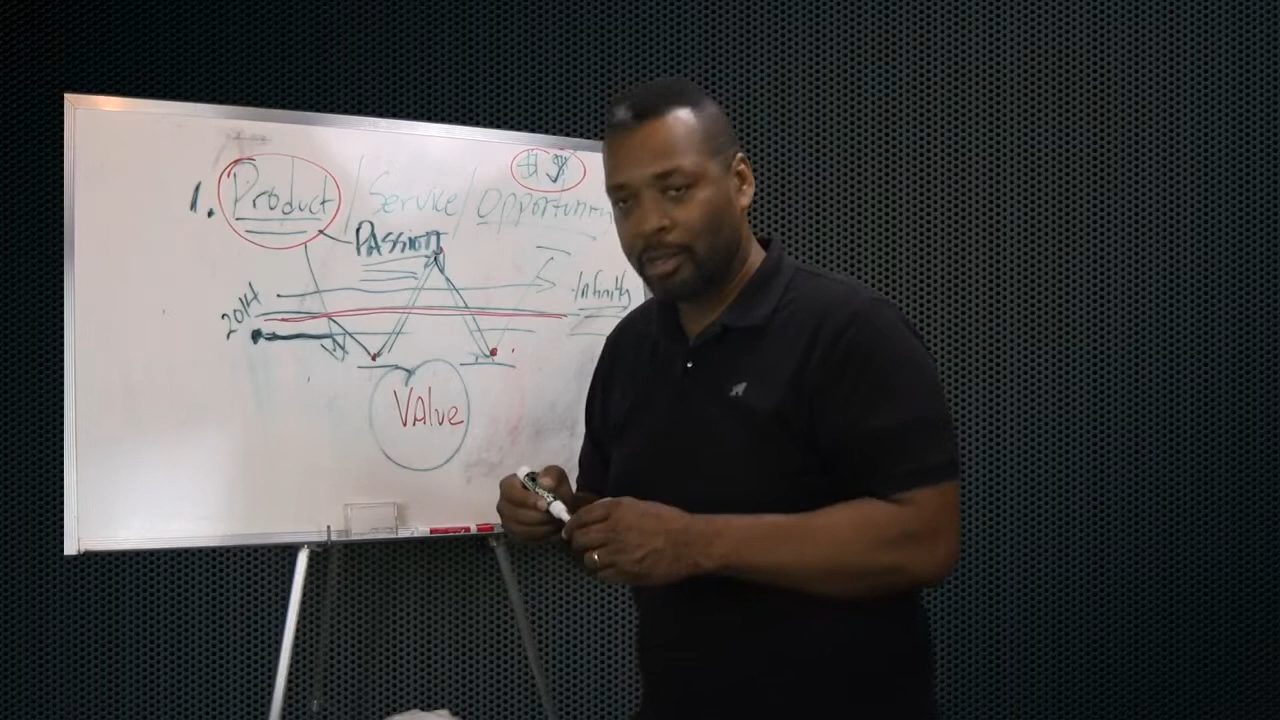 1. Product / Service / Opportunity
PASSION
2014
Infinity
VAlue